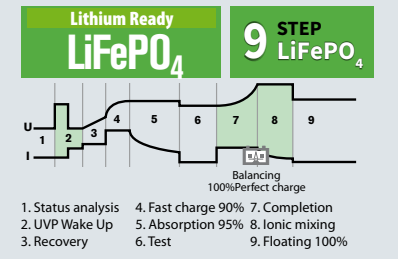 Lithium Ready
LiFePO4
9 STEP
LiFePO4
U
I
1 2 3 4 5 6 7 8 9
Balancing
100%Perfect charge
1. Status analysis 4. Fast charge 90% 7. Completion
2. UVP Wake Up 5. Absorption 95% 8. Ionic mixing
3. Recovery 6. Test 9. Floating 100%